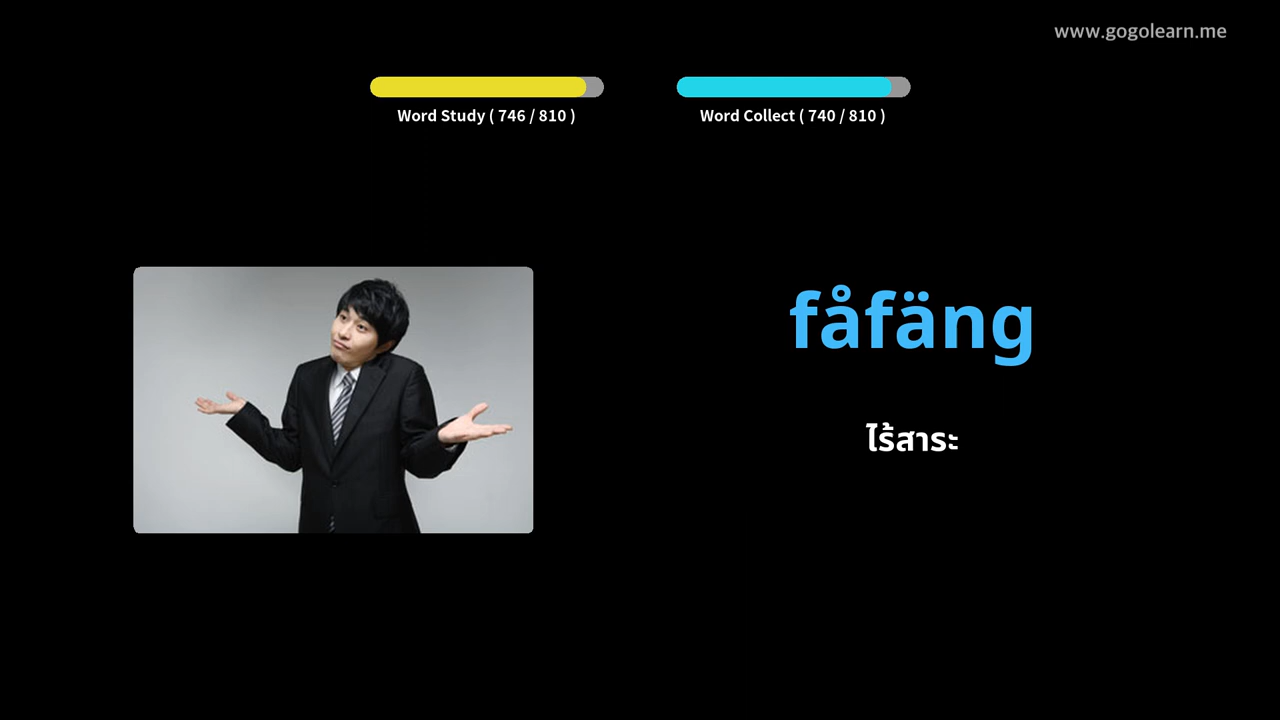 www.gogolearn.me
Word Study ( 746 / 810 )
Word Collect ( 740 / 810 )
fåfäng
ไร้สาระ